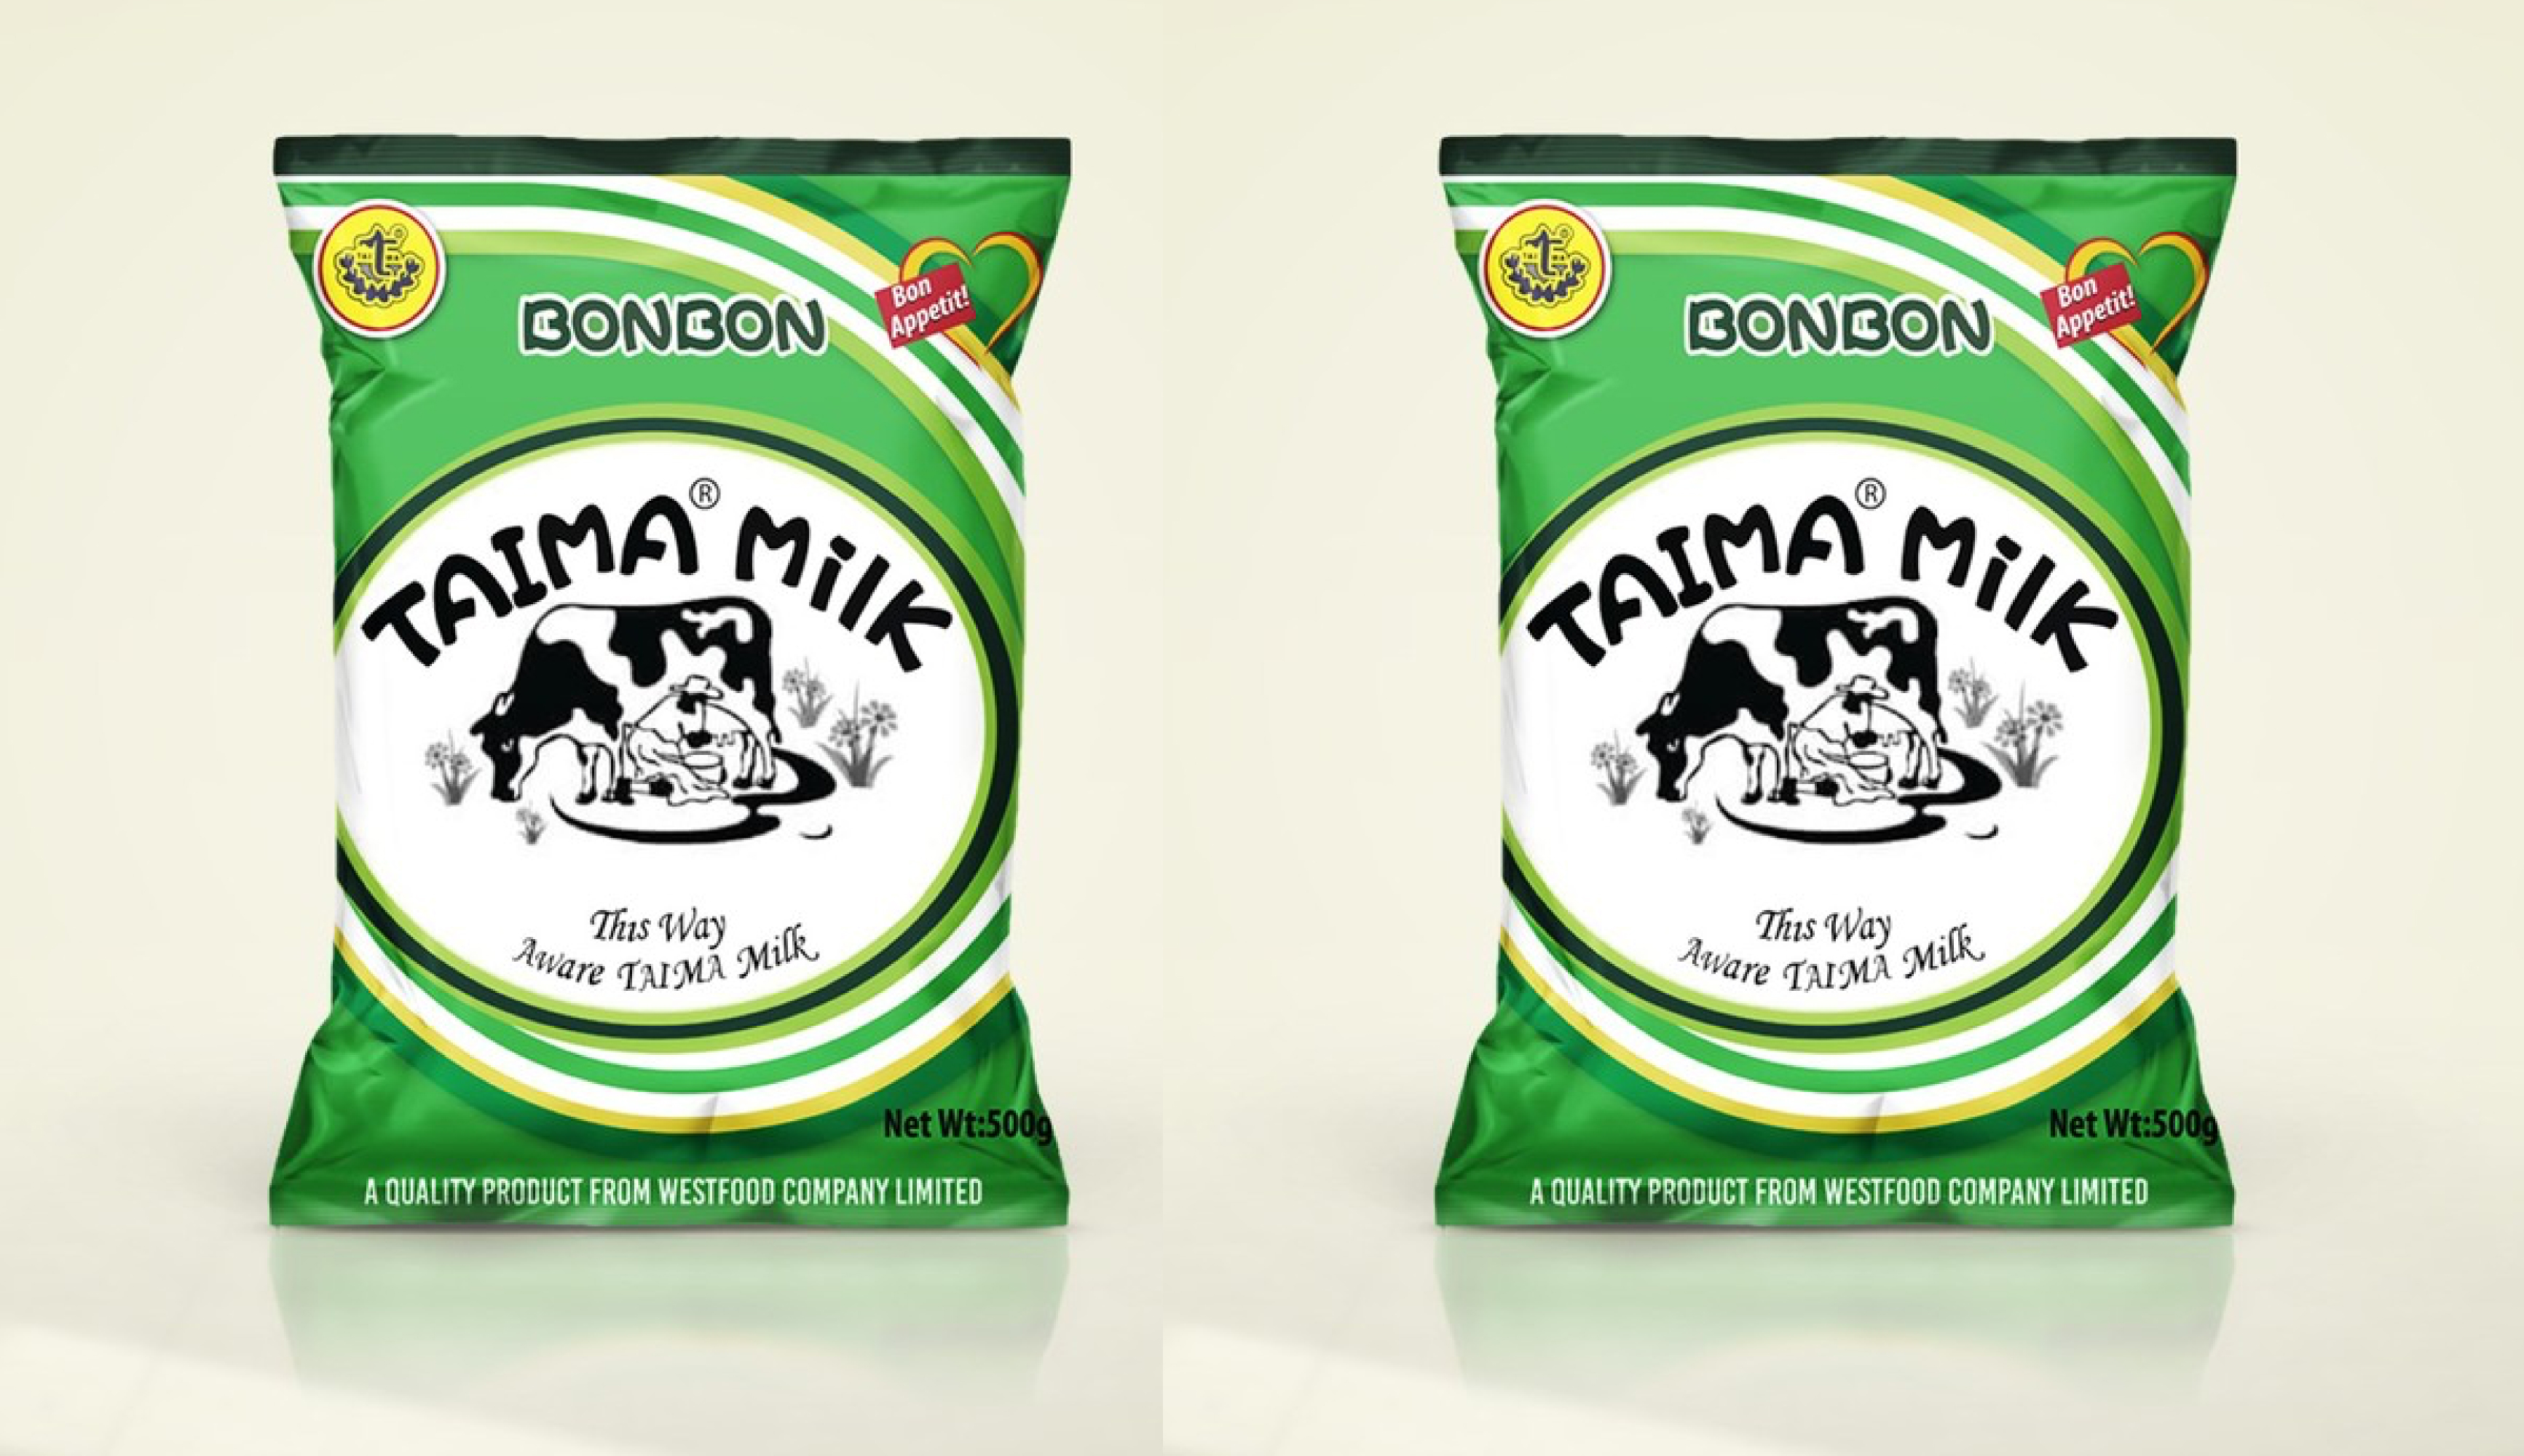 BONBON
Bon
Appetit!
TAIMA® Milk
This Way
Aware TAIMA Milk
Net Wt:500g
A QUALITY PRODUCT FROM WESTFOOD COMPANY LIMITED
BONBON
Bon
Appetit!
TAIMA® Milk
This Way
Aware TAIMA Milk
Net Wt:500g
A QUALITY PRODUCT FROM WESTFOOD COMPANY LIMITED